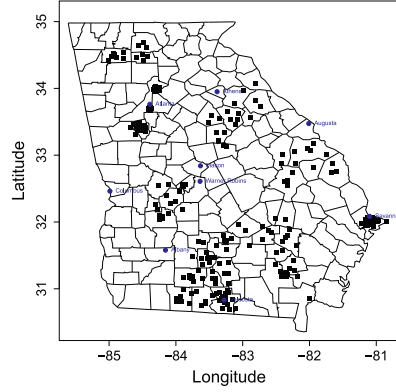 35
34
33
32
31
Latitude
Atlanta
Athens
Augusta
Macon
Warner Robins
Columbus
Savann
Albany
−85
−84
−83
−82
−81
Longitude